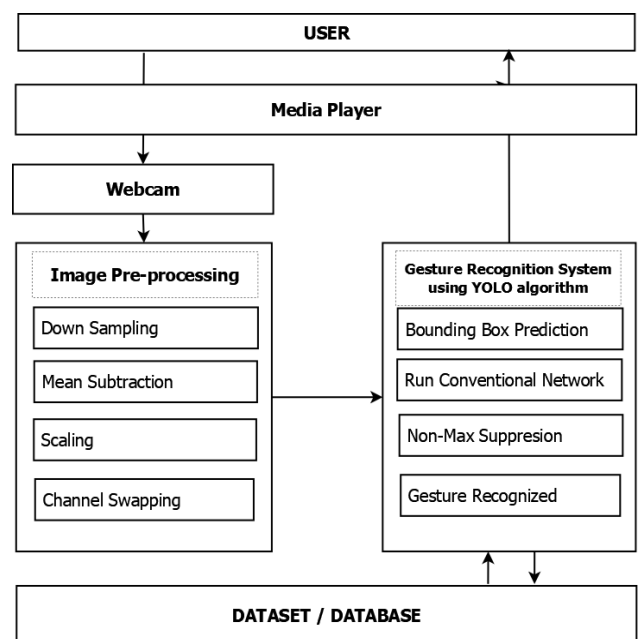 USER
Media Player
Webcam
Image Pre-processing
Down Sampling
Mean Subtraction
Scaling
Channel Swapping
Gesture Recognition System
using YOLO algorithm
Bounding Box Prediction
Run Conventional Network
Non-Max Suppresion
Gesture Recognized
DATASET / DATABASE